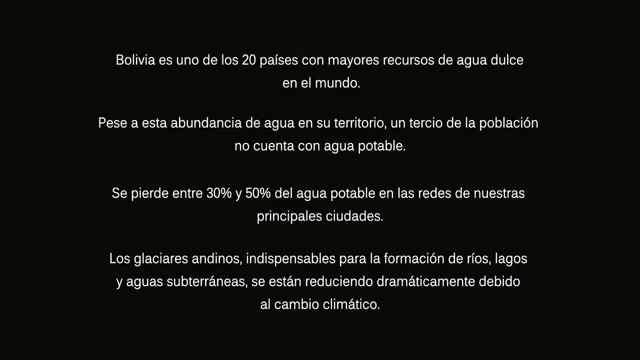 Bolivia es uno de los 20 países con mayores recursos de agua dulce
en el mundo.
Pese a esta abundancia de agua en su territorio, un tercio de la población
no cuenta con agua potable.
Se pierde entre 30% y 50% del agua potable en las redes de nuestras
principales ciudades.
Los glaciares andinos, indispensables para la formación de ríos, lagos
y aguas subterráneas, se están reduciendo dramáticamente debido
al cambio climático.